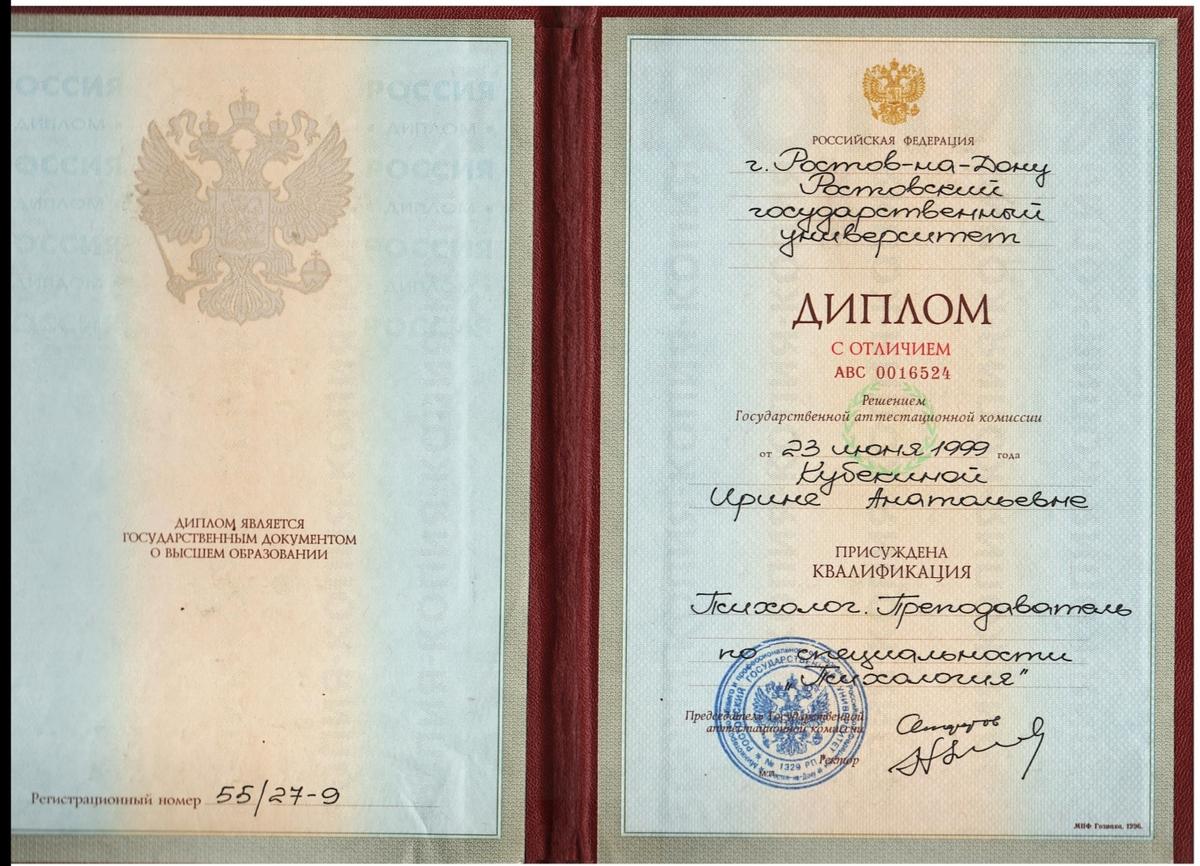 РОССИЯ
ДИПЛОМ
ДИПЛОМ ЯВЛЯЕТСЯ
ГОСУДАРСТВЕННЫМ ДОКУМЕНТОМ
О ВЫСШЕМ ОБРАЗОВАНИИ
Регистрационный номер 55/27-9
РОССИЙСКАЯ ФЕДЕРАЦИЯ
г. Ростов-на-Дону
Ростовский
государственный
университет
ДИПЛОМ
С ОТЛИЧИЕМ
АВС 0016524
Решением
Государственной аттестационной комиссии
от 23 июня 1999 года
Кубекиной
Ирине Анатольевне
ПРИСУЖДЕНА
КВАЛИФИКАЦИЯ
Психолог. Преподаватель
по специальности
"Психология"
Председатель Государственной
аттестационной комиссии
Ректор
МПФ Гознака, 1996.